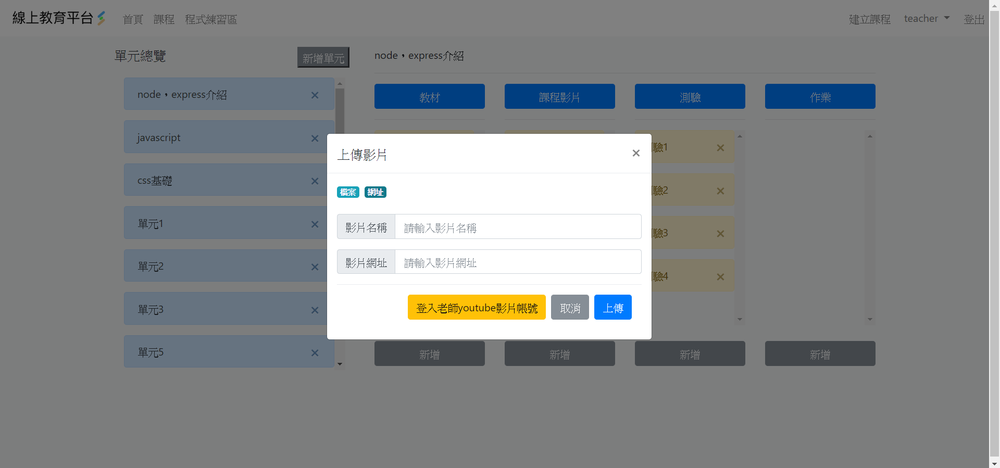 線上教育平台
首頁 課程 程式練習區
建立課程 teacher 登出
單元總覽
新增單元
node，express介紹
javascript
css基礎
單元1
單元2
單元3
單元5
node，express介紹
教材 課程影片 測驗 作業
驗1
驗2
驗3
驗4
新增 新增 新增 新增
上傳影片
×
檔案 網址
影片名稱 請輸入影片名稱
影片網址 請輸入影片網址
登入老師youtube影片帳號 取消 上傳